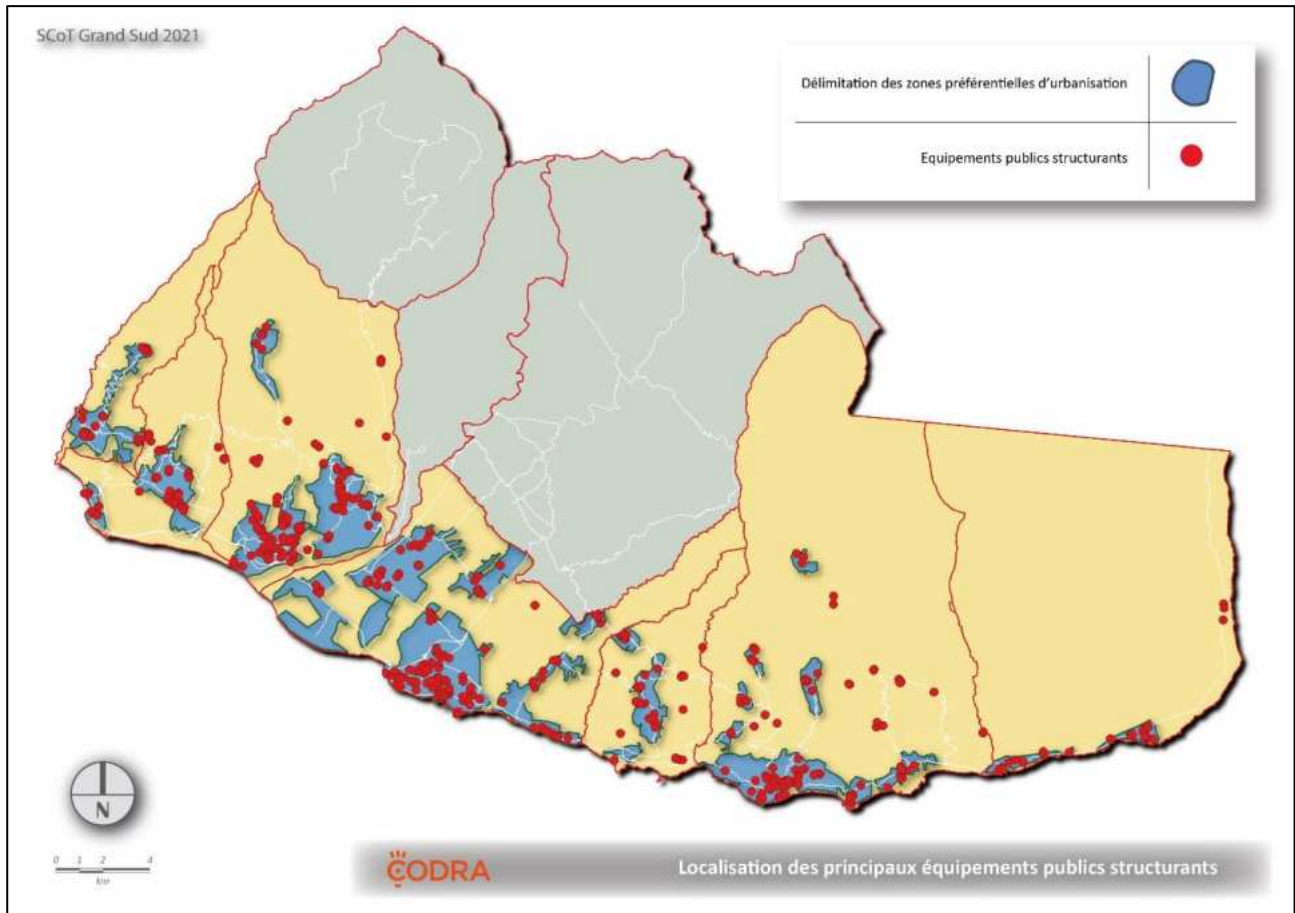 SCoT Grand Sud 2021
Délimitation des zones préférentielles d'urbanisation
Equipements publics structurants
N
0 1 2 4
km
CODRA
Localisation des principaux équipements publics structurants